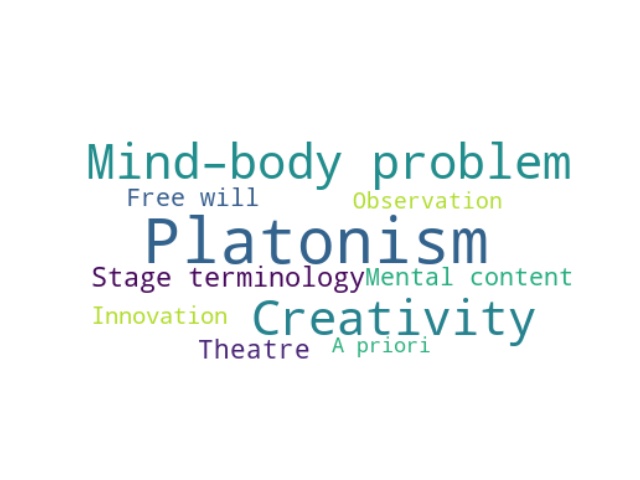 Mind–body problem
Free will
Observation
Platonism
Stage terminology
Mental content
Innovation
Creativity
Theatre
A priori